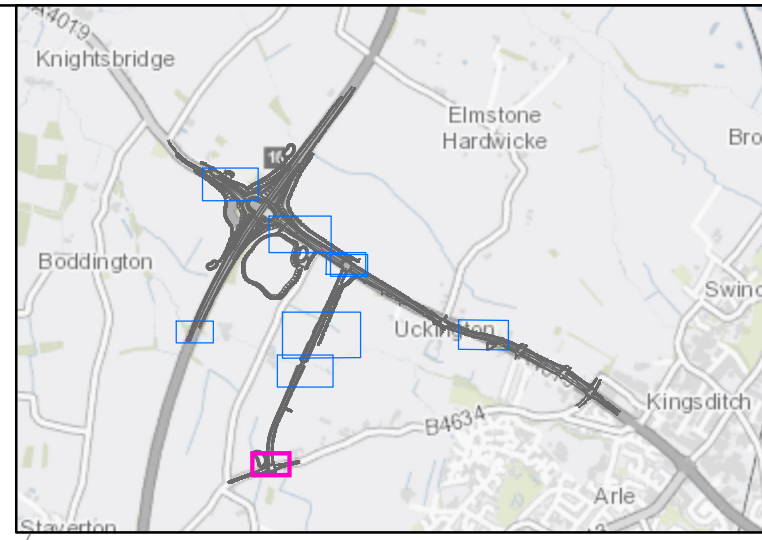 A4019
Knightsbridge
Elmstone
Hardwicke
Bro
10
Boddington
Swind
Uckington
Kingsditch
B4634
Arle
Staverton